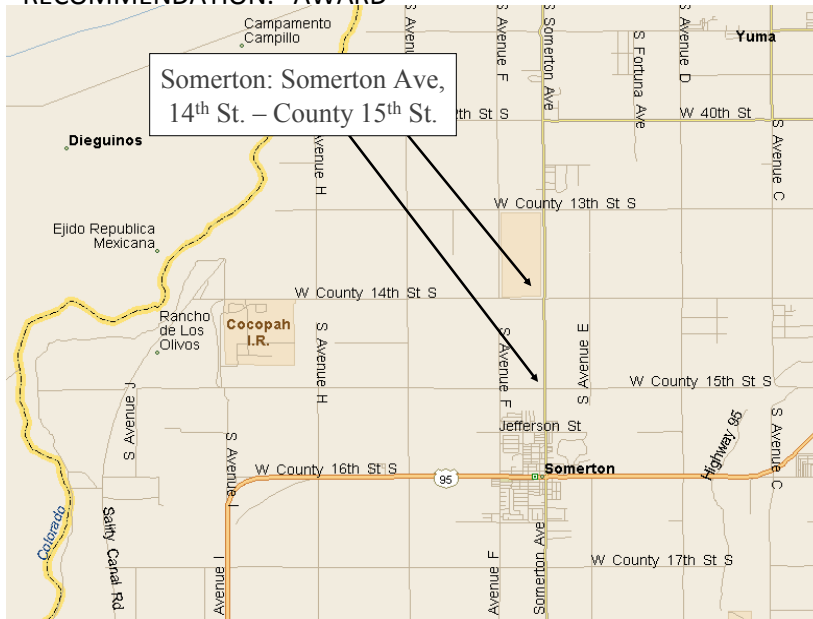 RECOMMENDATION: AWARD
Campamento
Campillo
Yuma
S Avenue F
Somerton Ave
S Fortuna Ave
S Avenue D
S Avenue C
Somerton: Somerton Ave,
14th St. – County 15th St.
2th St S
W 40th St
Dieguinos
Avenue H
W County 13th St S
Ejido Republica
Mexicana
W County 14th St S
Rancho
de Los
Olivos
Cocopah
I.R.
S Avenue H
S Avenue F
S Avenue E
W County 15th St S
S Avenue J
S Avenue I
Jefferson St
Highway 95
S Avenue C
W County 16th St S
95
Somerton
Colorado
Sality Canal Rd
Avenue I
Avenue F
Somerton Ave
W County 17th St S